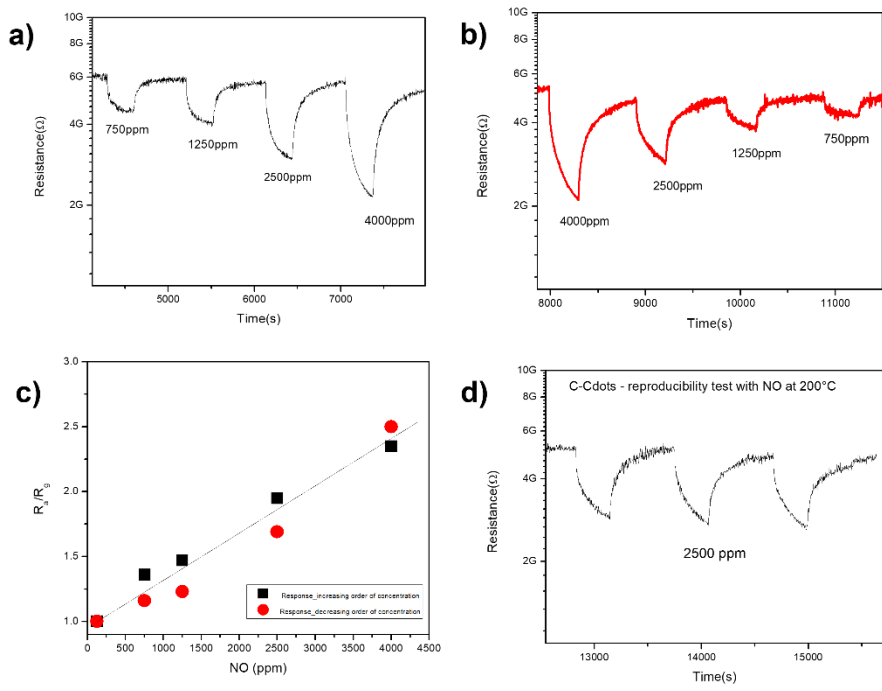 a)
10G
8G
6G
4G
2G
Resistance(Ω)
750ppm
1250ppm
2500ppm
4000ppm
5000 6000 7000
Time(s)
b)
10G
8G
6G
4G
2G
Resistance(Ω)
4000ppm
2500ppm
1250ppm
750ppm
8000 9000 10000 11000
Time(s)
c)
3.0
2.5
2.0
1.5
1.0
Ra/Rg
Response_increasing order of concentration
Response_decreasing order of concentration
0 500 1000 1500 2000 2500 3000 3500 4000 4500
NO (ppm)
d)
C-Cdots - reproducibility test with NO at 200°C
10G
8G
6G
4G
2G
Resistance(Ω)
2500 ppm
13000 14000 15000
Time(s)